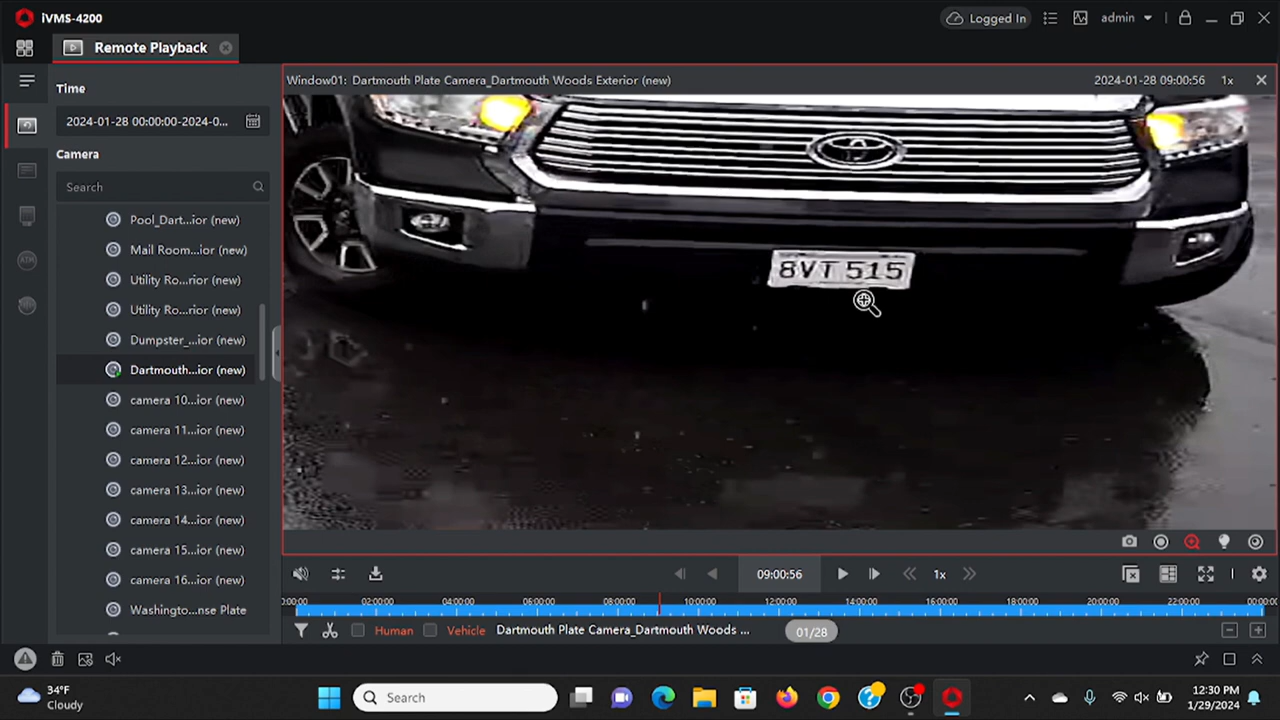 iVMS-4200
Logged In
admin
Remote Playback
Time
2024-01-28 00:00:00-2024-0...
Camera
Search
Pool_Dart...ior (new)
Mail Room...ior (new)
Utility Ro...ior (new)
Utility Ro...rior (new)
Dumpster_...ior (new)
Dartmouth...ior (new)
camera 10...ior (new)
camera 11...ior (new)
camera 12...ior (new)
camera 13...ior (new)
camera 14...ior (new)
camera 15...ior (new)
camera 16...ior (new)
Washingto...nse Plate
Window01: Dartmouth Plate Camera_Dartmouth Woods Exterior (new)
2024-01-28 09:00:56 1x
8VT 515
09:00:56
1x
0:00:00 02:00:00 04:00:00 06:00:00 08:00:00 10:00:00 12:00:00 14:00:00 16:00:00 18:00:00 20:00:00 22:00:00 00:00:00
Human Vehicle Dartmouth Plate Camera_Dartmouth Woods ... 01/28
34°F
Cloudy
Search
12:30 PM
1/29/2024